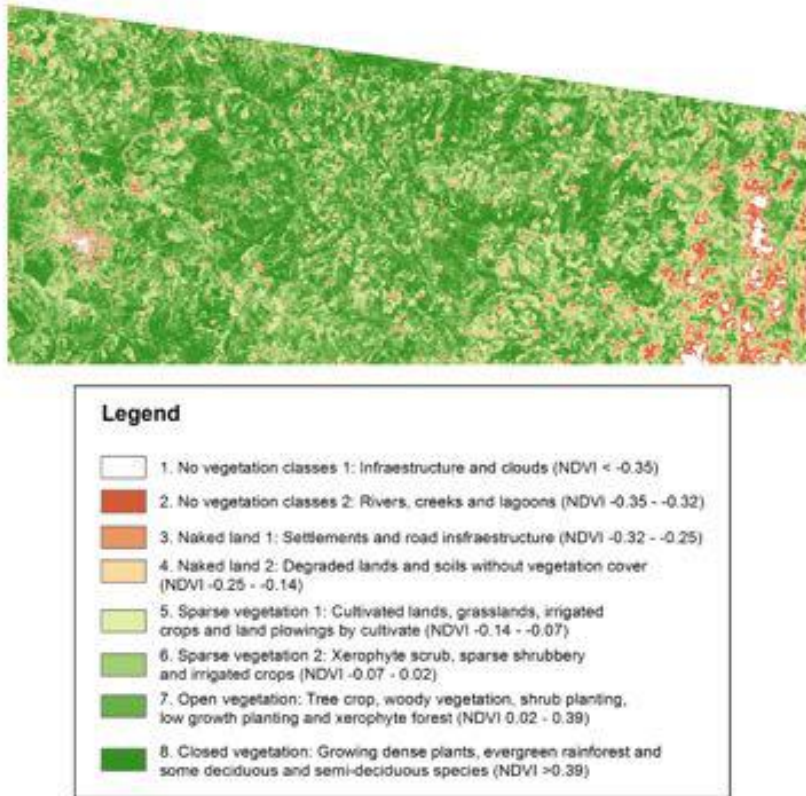 Legend
1. No vegetation classes 1: Infraestructure and clouds (NDVI < -0.35)
2. No vegetation classes 2: Rivers, creeks and lagoons (NDVI -0.35 - -0.32)
3. Naked land 1: Settlements and road insfraestructure (NDVI -0.32 - -0.25)
4. Naked land 2: Degraded lands and soils without vegetation cover
(NDVI -0.25 - -0.14)
5. Sparse vegetation 1: Cultivated lands, grasslands, irrigated
crops and land plowings by cultivate (NDVI -0.14 - -0.07)
6. Sparse vegetation 2: Xerophyte scrub, sparse shrubbery
and irrigated crops (NDVI -0.07 - 0.02)
7. Open vegetation: Tree crop, woody vegetation, shrub planting,
low growth planting and xerophyte forest (NDVI 0.02 - 0.39)
8. Closed vegetation: Growing dense plants, evergreen rainforest and
some deciduous and semi-deciduous species (NDVI >0.39)